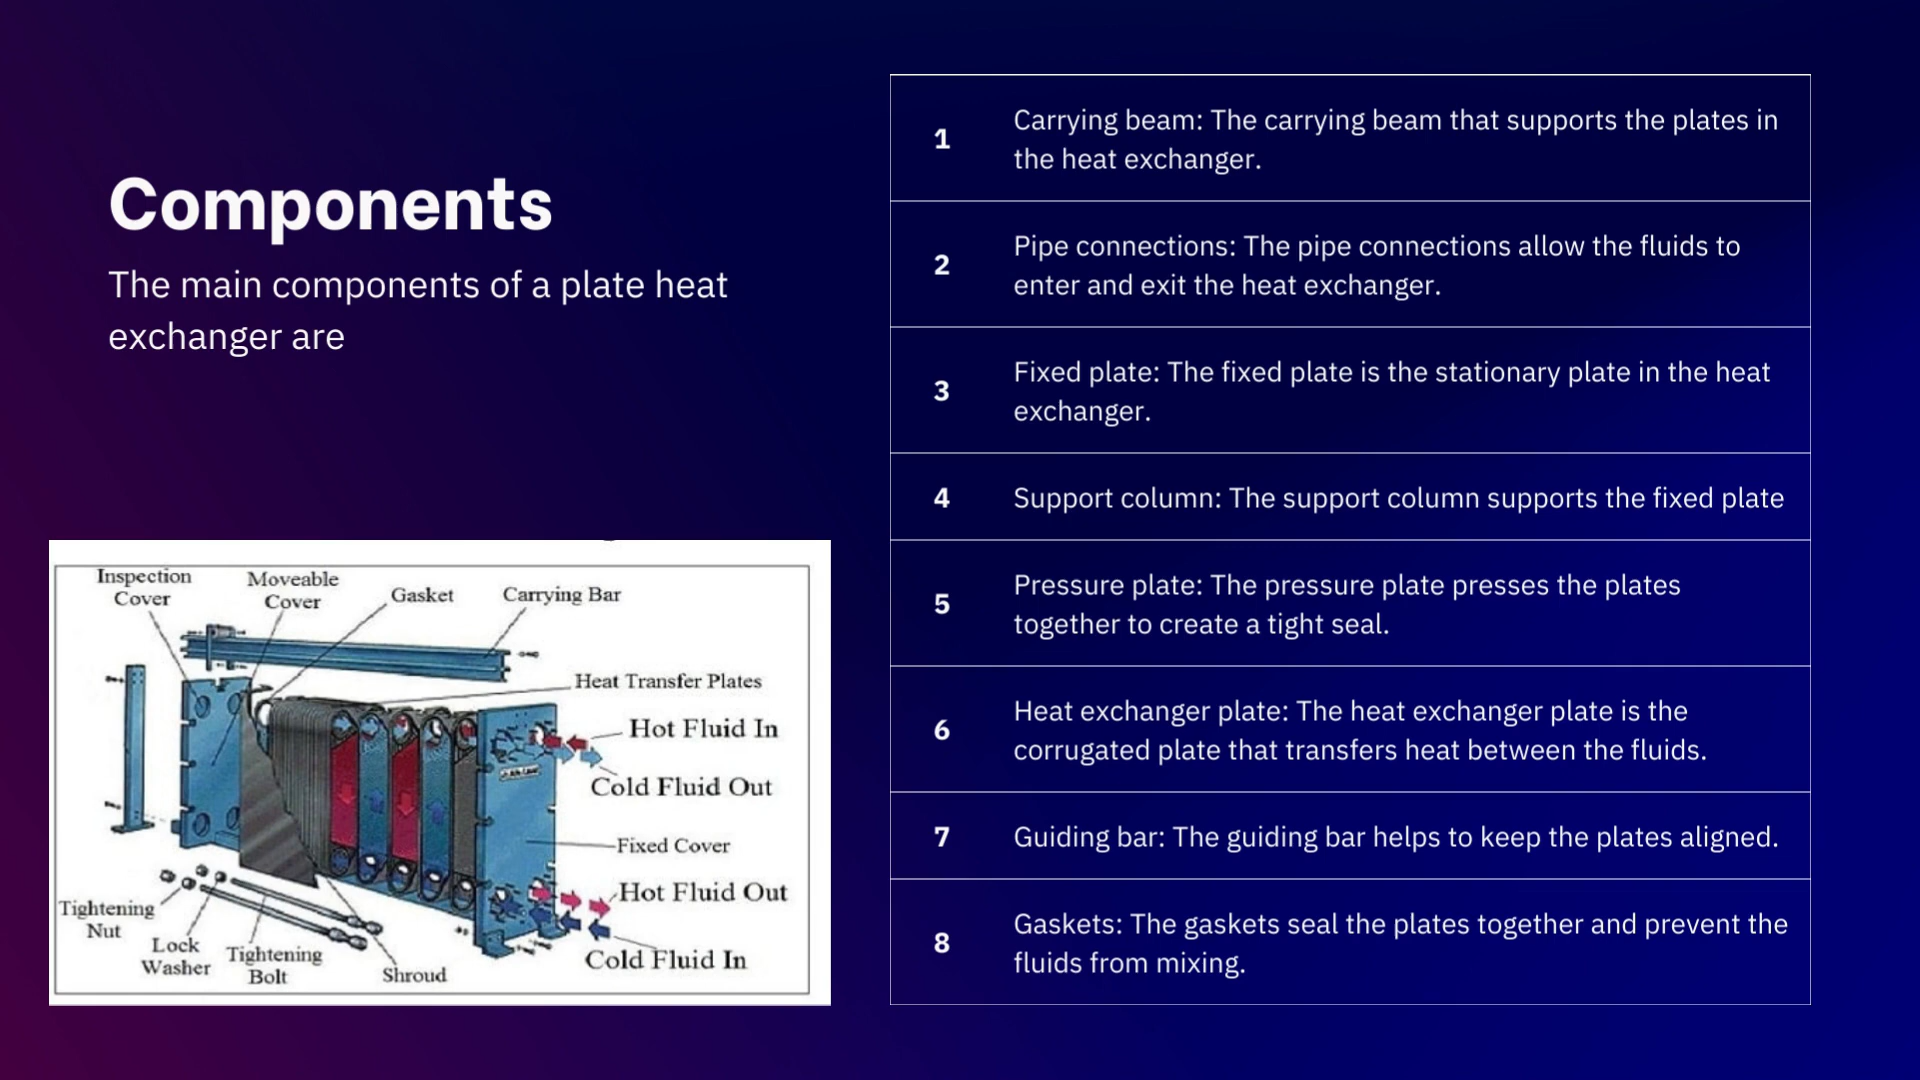 Components
The main components of a plate heat
exchanger are
Inspection
Cover
Moveable
Cover
Gasket
Carrying Bar
Heat Transfer Plates
Hot Fluid In
Cold Fluid Out
Fixed Cover
Hot Fluid Out
Cold Fluid In
Tightening
Nut
Lock
Washer
Tightening
Bolt
Shroud
1
Carrying beam: The carrying beam that supports the plates in
the heat exchanger.
2
Pipe connections: The pipe connections allow the fluids to
enter and exit the heat exchanger.
3
Fixed plate: The fixed plate is the stationary plate in the heat
exchanger.
4
Support column: The support column supports the fixed plate
5
Pressure plate: The pressure plate presses the plates
together to create a tight seal.
6
Heat exchanger plate: The heat exchanger plate is the
corrugated plate that transfers heat between the fluids.
7
Guiding bar: The guiding bar helps to keep the plates aligned.
8
Gaskets: The gaskets seal the plates together and prevent the
fluids from mixing.